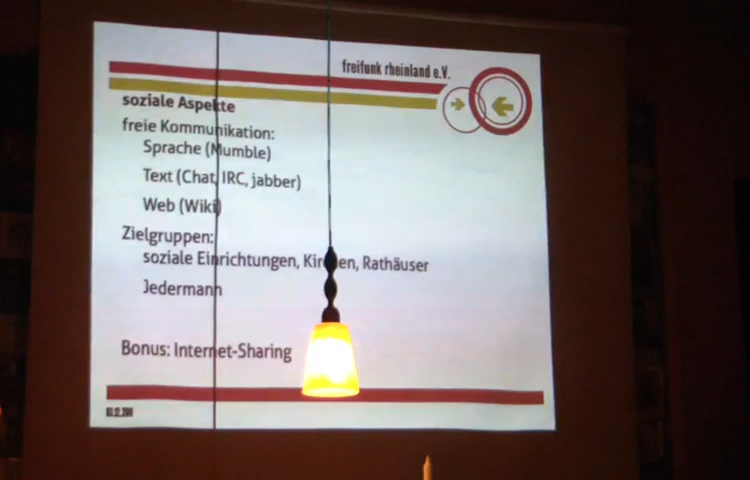 freifunk rheinland e.V.
soziale Aspekte
freie Kommunikation:
Sprache (Mumble)
Text (Chat, IRC, jabber)
Web (Wiki)
Zielgruppen:
soziale Einrichtungen, Kirchen, Rathäuser
Jedermann
Bonus: Internet-Sharing